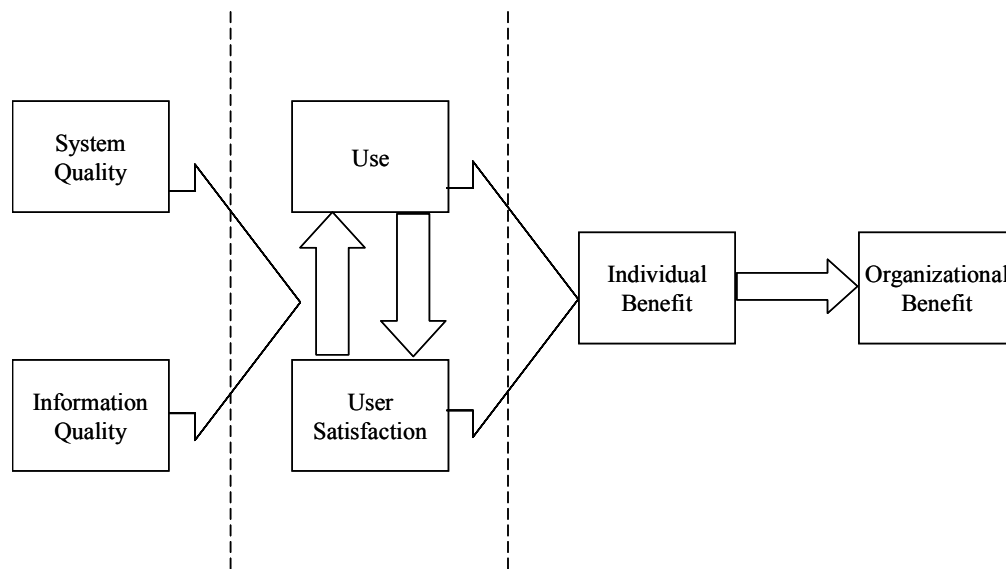 System
Quality
Use
Individual
Benefit
Organizational
Benefit
Information
Quality
User
Satisfaction